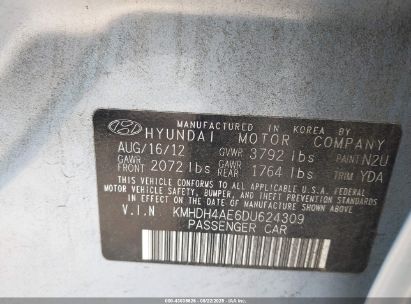 MANUFACTURED IN KOREA BY
HYUNDAI MOTOR COMPANY
AUG/16/12 GVWR 3792 lbs PAINT N2U
GAWR FRONT 2072 lbs GAWR REAR 1764 lbs TRIM YDA
THIS VEHICLE CONFORMS TO ALL APPLICABLE U.S.A. FEDERAL
MOTOR VEHICLE SAFETY, BUMPER, AND THEFT PREVENTION
STANDARDS IN EFFECT ON THE DATE OF MANUFACTURE SHOWN ABOVE.
V.I.N KMHDH4AE6DU624309
PASSENGER CAR